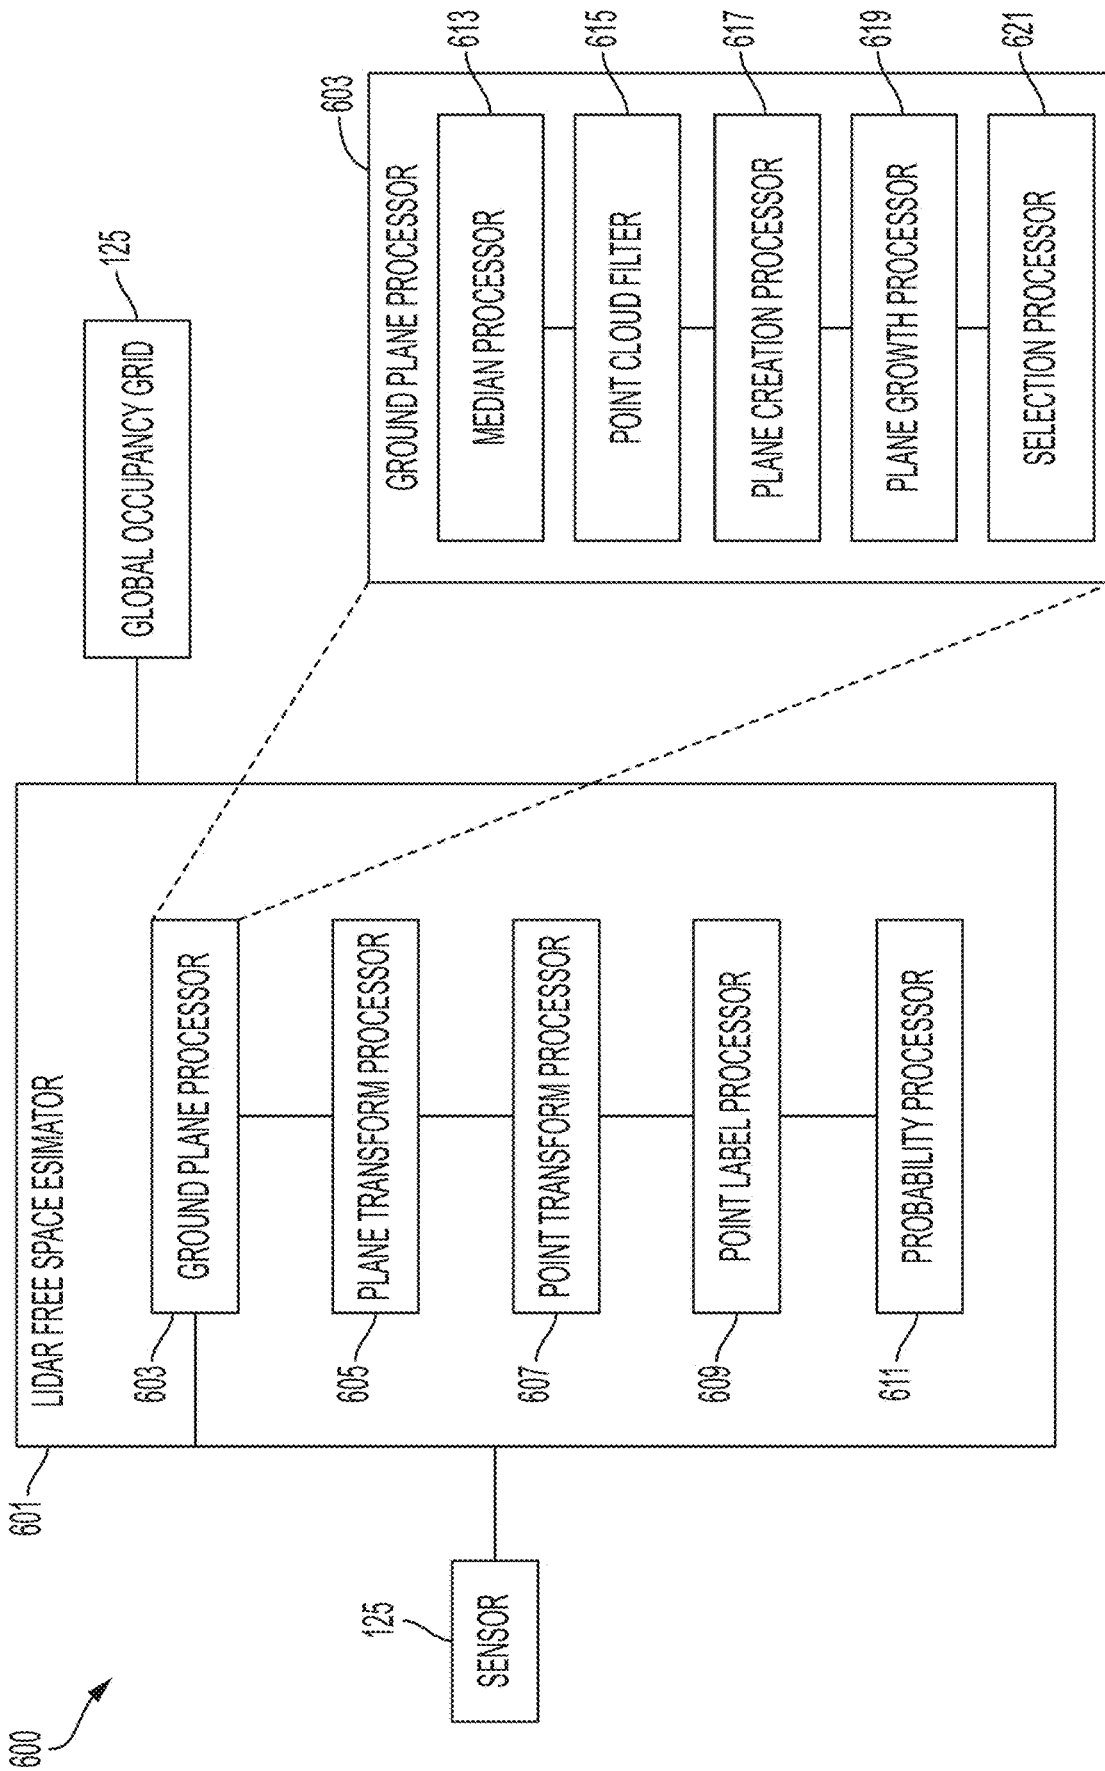 600
SENSOR
125
601
LIDAR FREE SPACE ESIMATOR
603
GROUND PLANE PROCESSOR
605
PLANE TRANSFORM PROCESSOR
607
POINT TRANSFORM PROCESSOR
609
POINT LABEL PROCESSOR
611
PROBABILITY PROCESSOR
GLOBAL OCCUPANCY GRID
125
GROUND PLANE PROCESSOR
603
MEDIAN PROCESSOR
613
POINT CLOUD FILTER
615
PLANE CREATION PROCESSOR
617
PLANE GROWTH PROCESSOR
619
SELECTION PROCESSOR
621